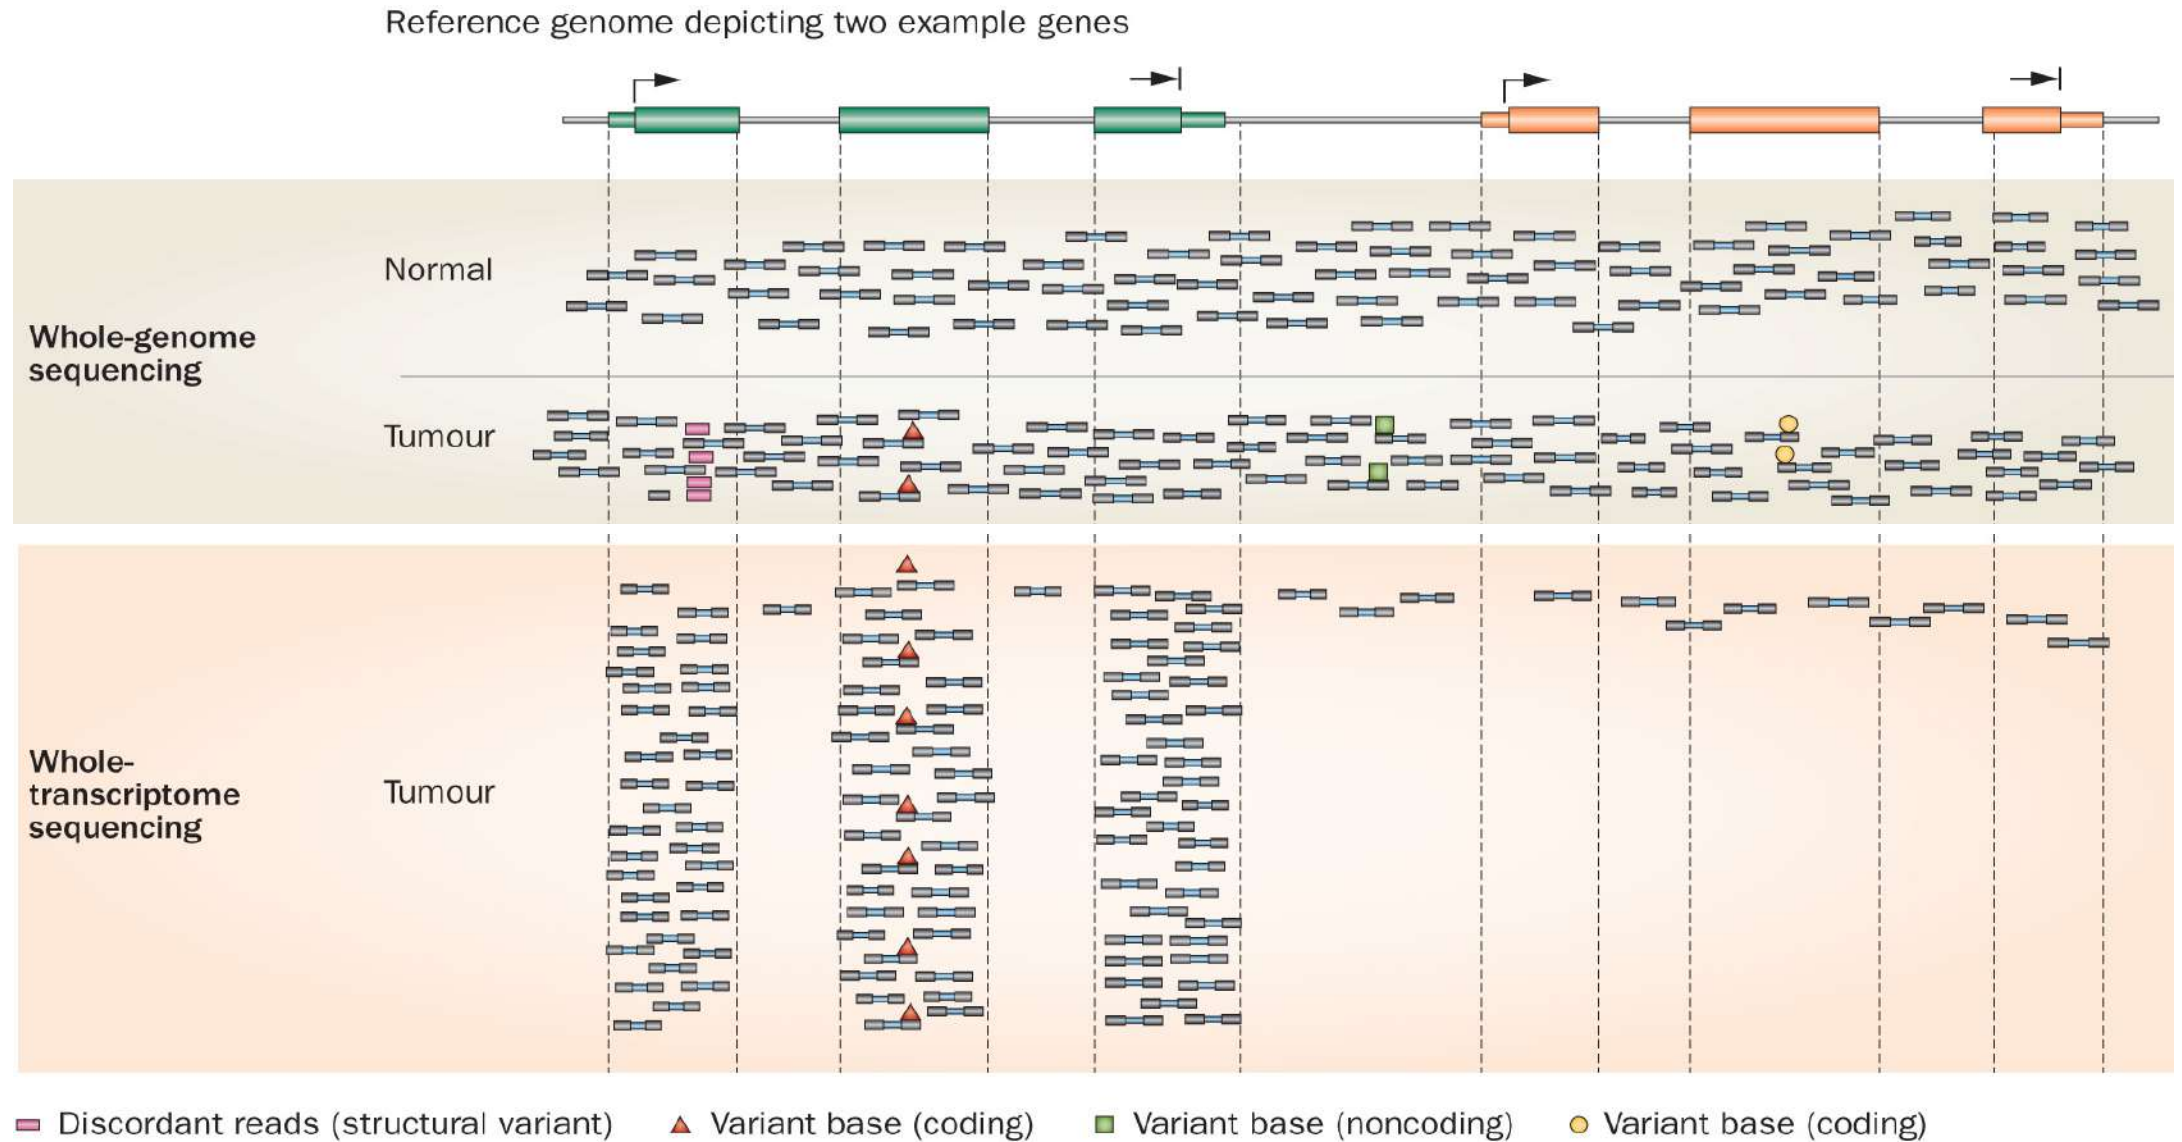 Reference genome depicting two example genes
Normal
Whole-genome
sequencing
Tumour
Whole-
transcriptome
sequencing
Tumour
Discordant reads (structural variant)
Variant base (coding)
Variant base (noncoding)
Variant base (coding)